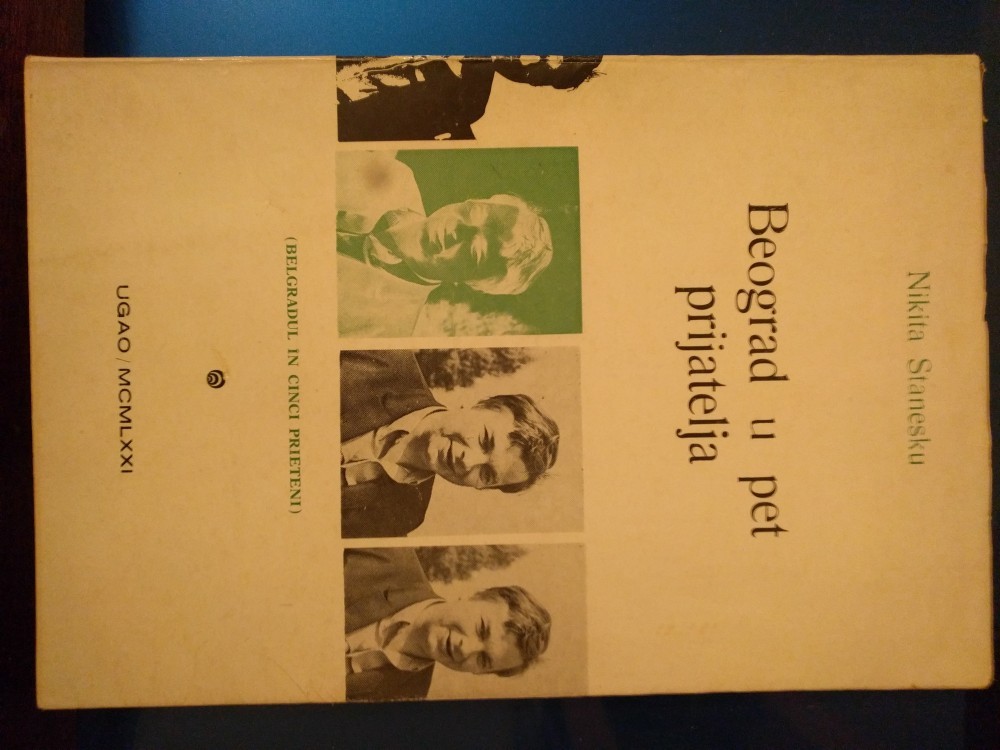 Nikita Stanesku
Beograd u pet
prijatelja
(BELGRADUL IN CINCI PRIETENI)
UGAO/MCMLXXI